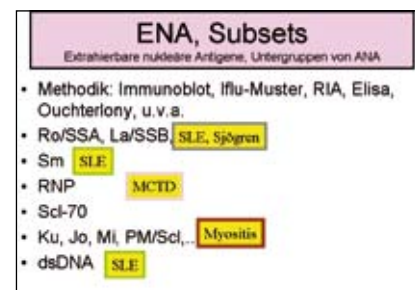 ENA, Subsets
Extrahierbare nukleäre Antigene, Untergruppen von ANA
• Methodik: Immunoblot, Iflu-Muster, RIA, Elisa,
Ouchterlony, u.v.a.
• Ro/SSA, La/SSB, SLE, Sjögren
• Sm SLE
• RNP MCTD
• Scl-70
• Ku, Jo, Mi, PM/Scl,.. Myositis
• dsDNA SLE